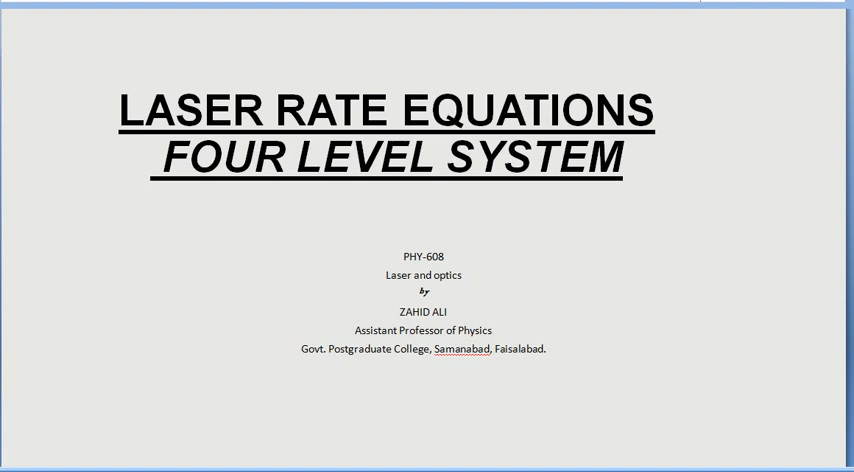 LASER RATE EQUATIONS
FOUR LEVEL SYSTEM
PHY-608
Laser and optics
by
ZAHID ALI
Assistant Professor of Physics
Govt. Postgraduate College, Samanabad, Faisalabad.